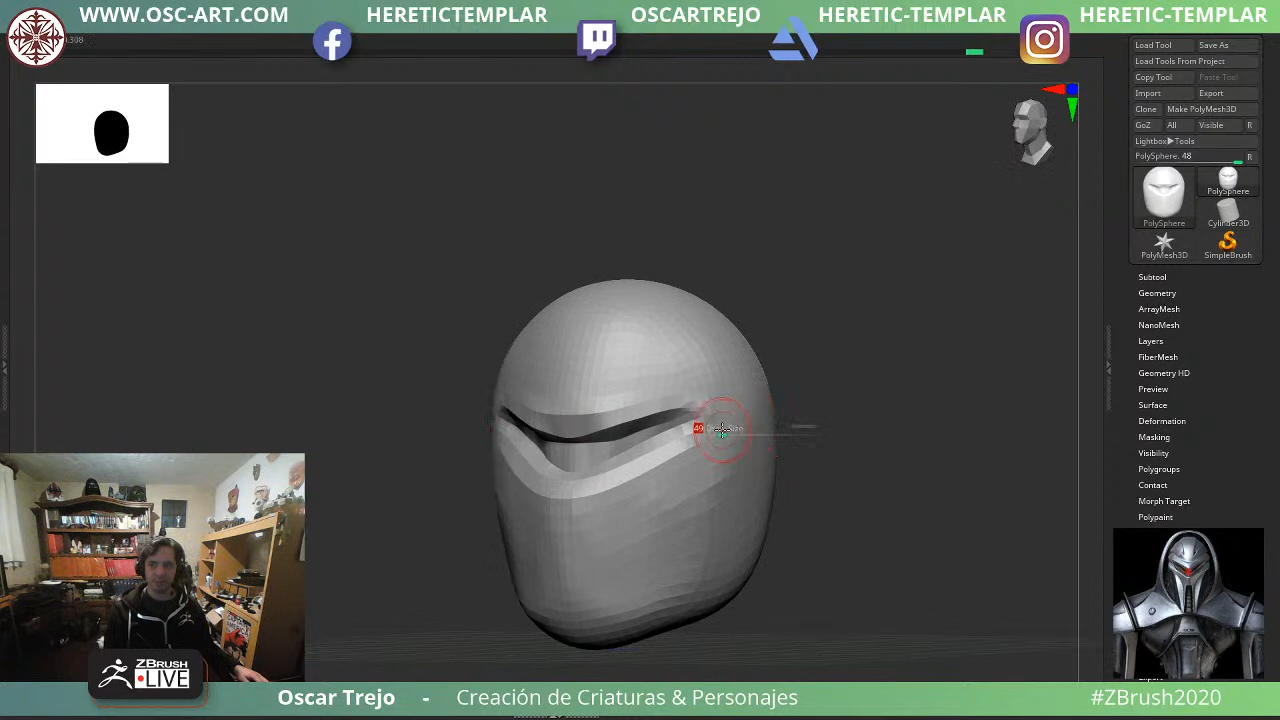 WWW.OSC-ART.COM HERETICTEMPLAR OSCARTREJO HERETIC-TEMPLAR HERETIC-TEMPLAR
.308
Load Tool Save As
Load Tools From Project
Copy Tool Paste Tool
Import Export
Clone Make PolyMesh3D
GoZ All Visible R
Lightbox▶Tools
PolySphere. 48 R
PolySphere
PolySphere Cylinder3D
PolyMesh3D SimpleBrush
Subtool
Geometry
ArrayMesh
NanoMesh
Layers
FiberMesh
Geometry HD
Preview
Surface
Deformation
Masking
Visibility
Polygroups
Contact
Morph Target
Polypaint
49
ZBRUSH
LIVE
Oscar Trejo - Creación de Criaturas & Personajes #ZBrush2020